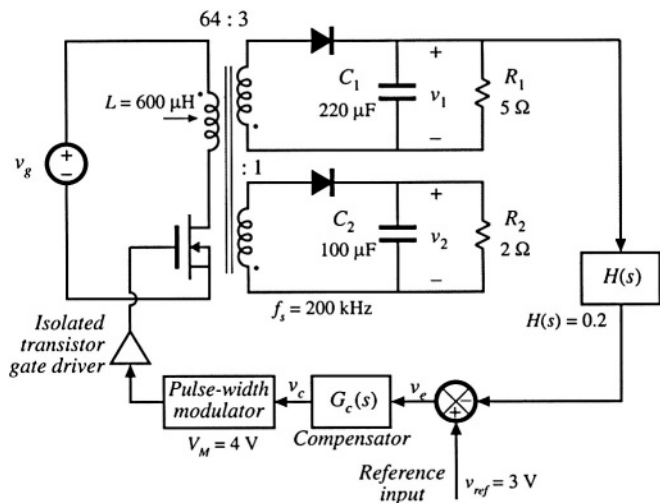 64 : 3
L = 600 μH
C1
220 μF
+
v1
−
R1
5 Ω
vg
+
−
: 1
C2
100 μF
+
v2
−
R2
2 Ω
fs = 200 kHz
H(s)
H(s) = 0.2
Isolated
transistor
gate driver
Pulse-width
modulator
VM = 4 V
vc
Gc(s)
Compensator
ve
−
+
Reference
input
vref = 3 V